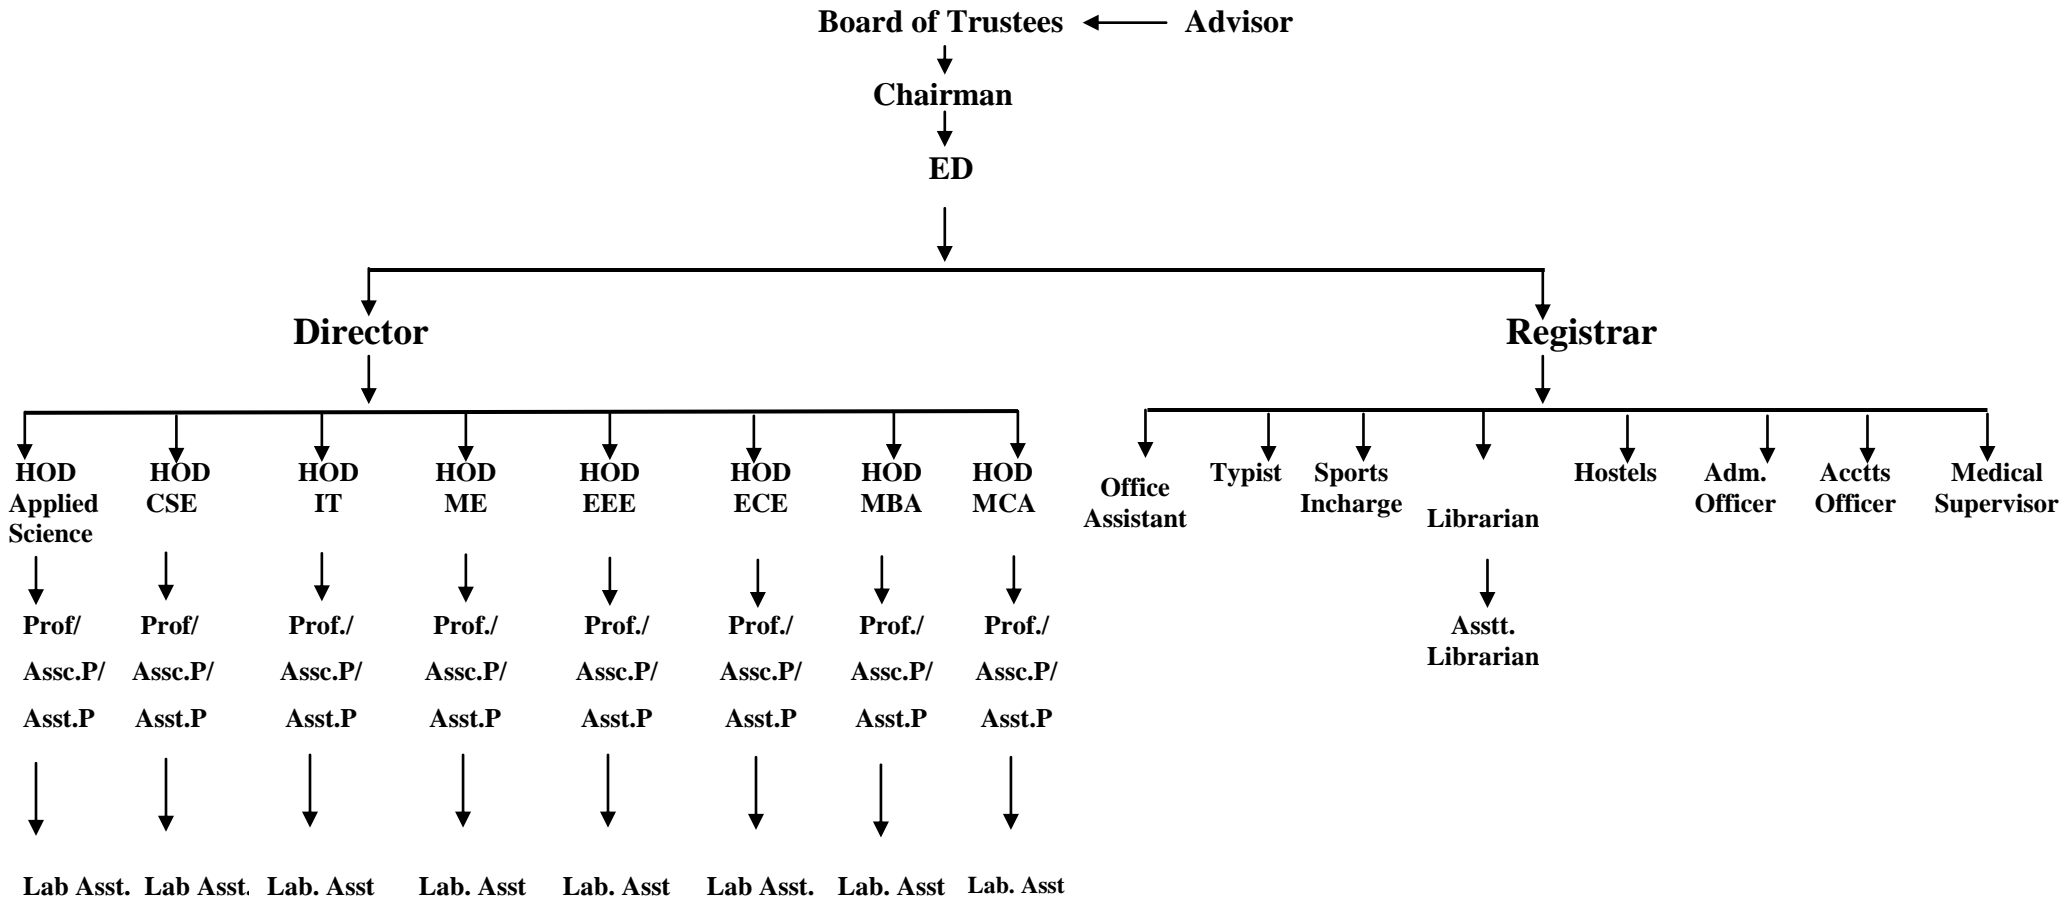 Board of Trustees Advisor
Chairman
ED
Director Registrar
HOD HOD HOD HOD HOD HOD HOD HOD Typist Sports Hostels Adm. Acctts Medical
Office
Applied CSE IT ME EEE ECE MBA MCA Incharge Officer Officer Supervisor
Assistant Librarian
Science
Prof/ Prof/ Prof./ Prof./ Prof./ Prof./ Prof./ Prof./ Asstt.
Librarian
Assc.P/ Assc.P/ Assc.P/ Assc.P/ Assc.P/ Assc.P/ Assc.P/ Assc.P/
Asst.P Asst.P Asst.P Asst.P Asst.P Asst.P Asst.P Asst.P
Lab Asst. Lab Asst. Lab. Asst Lab. Asst Lab. Asst Lab Asst. Lab. Asst Lab. Asst